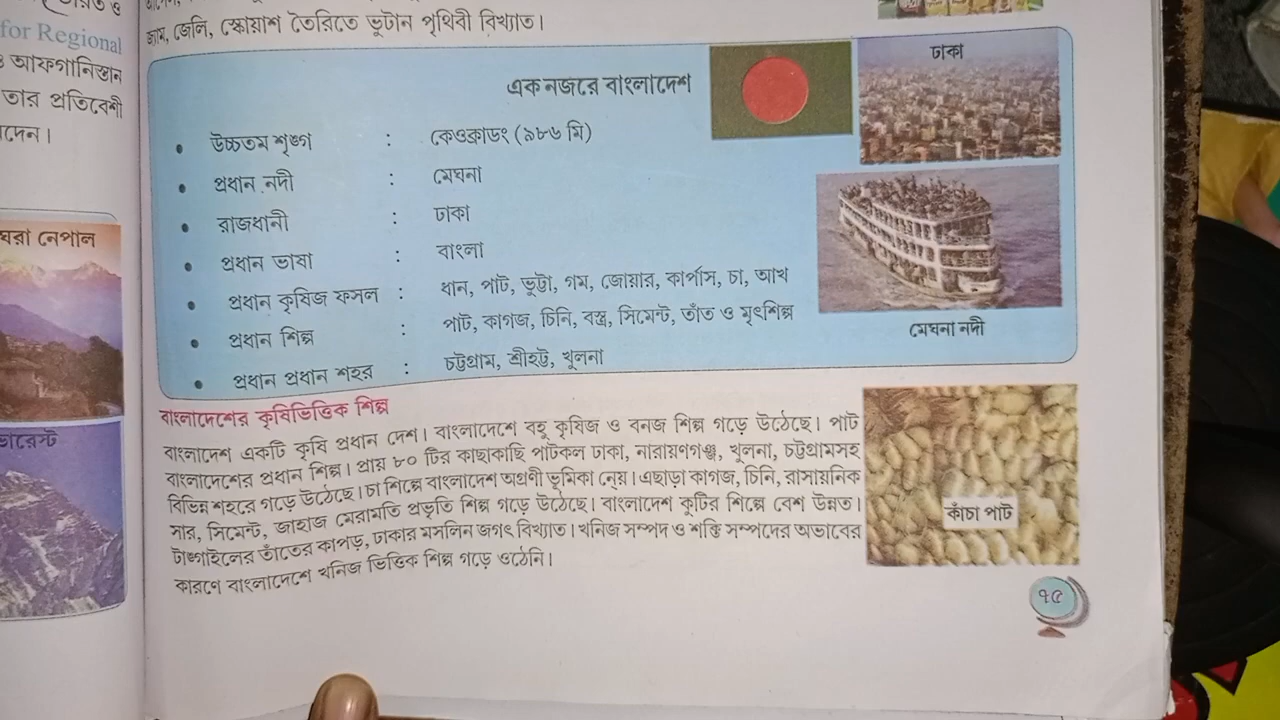 for Regional
আফগানিস্তান
তার প্রতিবেশী
ঘরা নেপাল
ভারেস্ট
জ্যাম, জেলি, স্কোয়াশ তৈরিতে ভুটান পৃথিবী বিখ্যাত।
এক নজরে বাংলাদেশ
ঢাকা
• উচ্চতম শৃঙ্গ : কেওক্রাডং (৯৮৬ মি)
• প্রধান নদী : মেঘনা
• রাজধানী : ঢাকা
• প্রধান ভাষা : বাংলা
• প্রধান কৃষিজ ফসল : ধান, পাট, ভুট্টা, গম, জোয়ার, কার্পাস, চা, আখ
• প্রধান শিল্প : পাট, কাগজ, চিনি, বস্ত্র, সিমেন্ট, তাঁত ও মৃৎশিল্প
• প্রধান প্রধান শহর : চট্টগ্রাম, শ্রীহট্ট, খুলনা
মেঘনা নদী
বাংলাদেশের কৃষিভিত্তিক শিল্প
বাংলাদেশ একটি কৃষি প্রধান দেশ। বাংলাদেশে বহু কৃষিজ ও বনজ শিল্প গড়ে উঠেছে। পাট
বাংলাদেশের প্রধান শিল্প। প্রায় ৮০ টির কাছাকাছি পাটকল ঢাকা, নারায়ণগঞ্জ, খুলনা, চট্টগ্রামসহ
বিভিন্ন শহরে গড়ে উঠেছে। চা শিল্পে বাংলাদেশ অগ্রণী ভূমিকা নেয়। এছাড়া কাগজ, চিনি, রাসায়নিক
সার, সিমেন্ট, জাহাজ মেরামতি প্রভৃতি শিল্প গড়ে উঠেছে। বাংলাদেশ কুটির শিল্পে বেশ উন্নত।
টাঙ্গাইলের তাঁতের কাপড়, ঢাকার মসলিন জগৎ বিখ্যাত। খনিজ সম্পদ ও শক্তি সম্পদের অভাবের
কারণে বাংলাদেশে খনিজ ভিত্তিক শিল্প গড়ে ওঠেনি।
কাঁচা পাট
৭৫